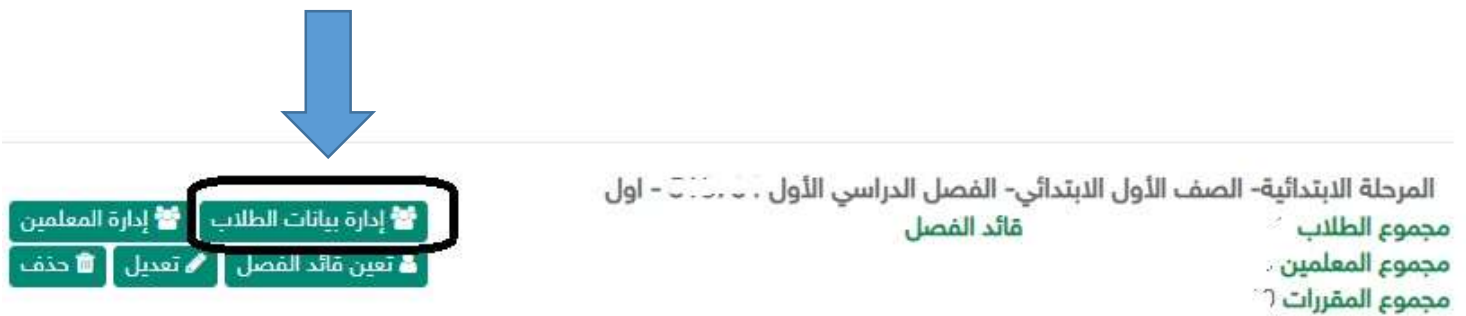 المرحلة الابتدائية- الصف الأول الابتدائي- الفصل الدراسي الأول - اول
مجموع الطلاب
قائد الفصل
مجموع المعلمين
مجموع المقررات
إدارة بيانات الطلاب
إدارة المعلمين
تعين قائد الفصل
تعديل
حذف